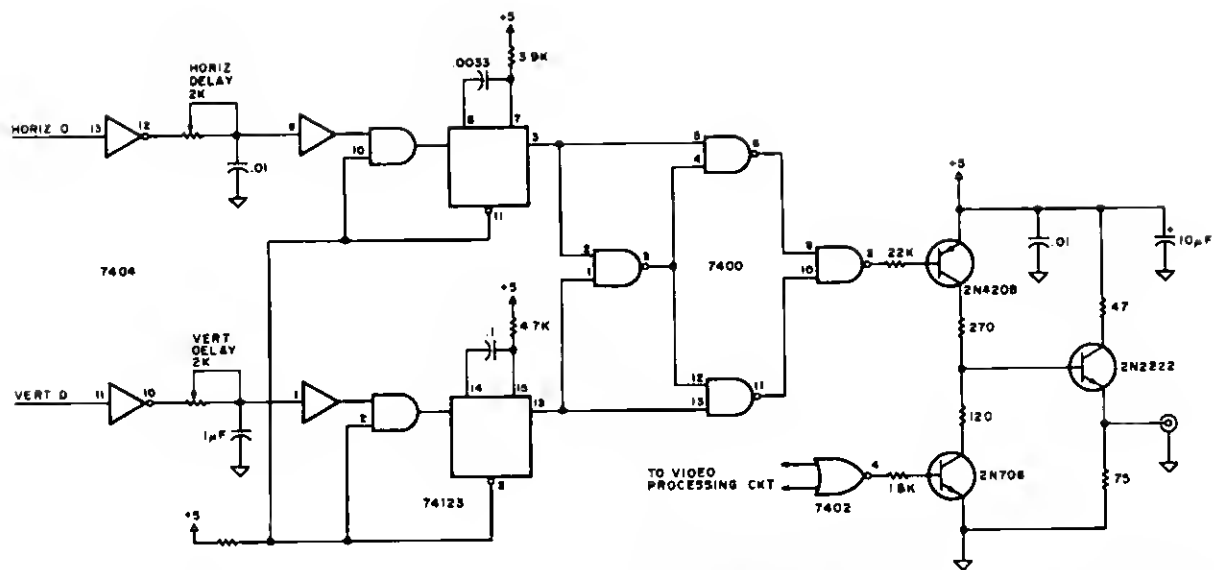 +5
3.9K
.0033
HORIZ
DELAY
2K
HORIZ D
13
12
.01
9
10
6
7
11
5
4
6
3
2
1
3
7404
7400
9
10
8
22K
+5
2N4208
.01
+
10µF
270
47
2N2222
120
75
+5
4.7K
.1
VERT
DELAY
2K
VERT D
11
10
1µF
1
2
14
15
13
3
74123
+5
12
13
11
TO VIDEO
PROCESSING CKT
4
7402
18K
2N706